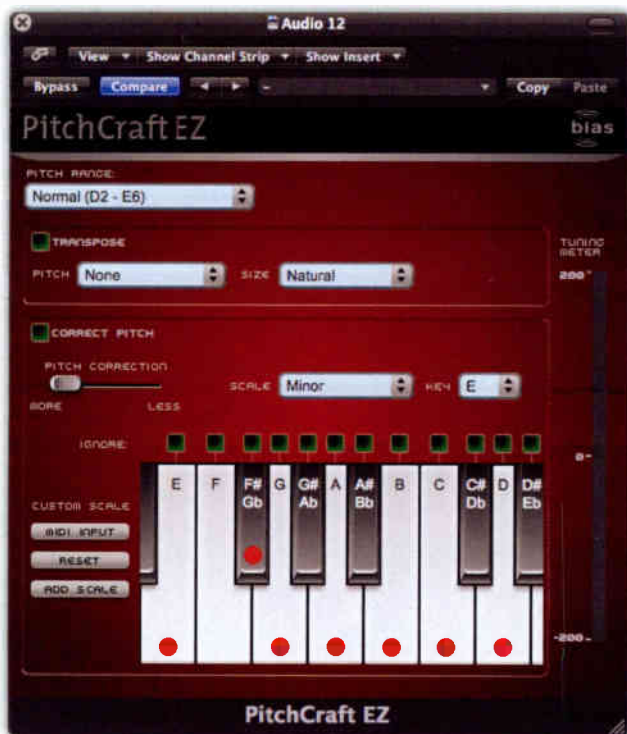 Audio 12
View Show Channel Strip Show Insert
Bypass Compare - Copy Paste
PitchCraft EZ bias
PITCH RANGE:
Normal (D2 - E6)
TRANSPOSE TUNING
METER
PITCH None SIZE Natural 200
CORRECT PITCH
PITCH CORRECTION
SCALE Minor KEY E
MORE LESS
IGNORE: 0
E F F# G G# A A# B C C# D D#
Gb Ab Bb Db Eb
CUSTOM SCALE
MIDI INPUT
RESET
ADD SCALE
-200
PitchCraft EZ